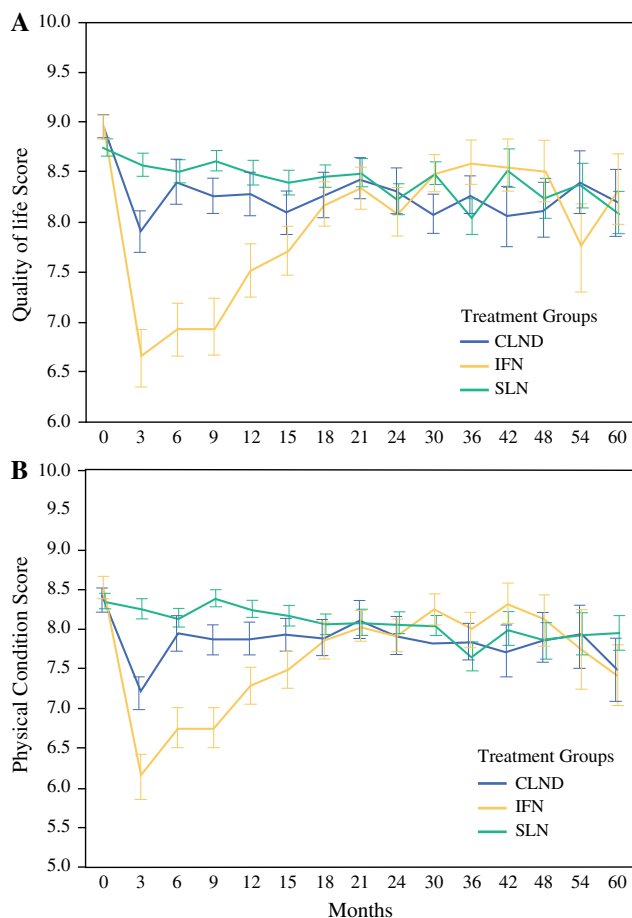 A
10.0
9.5
9.0
8.5
8.0
7.5
7.0
6.5
6.0
Quality of life Score
Treatment Groups
CLND
IFN
SLN
0 3 6 9 12 15 18 21 24 30 36 42 48 54 60
B
10.0
9.5
9.0
8.5
8.0
7.5
7.0
6.5
6.0
5.5
5.0
Physical Condition Score
Treatment Groups
CLND
IFN
SLN
0 3 6 9 12 15 18 21 24 30 36 42 48 54 60
Months